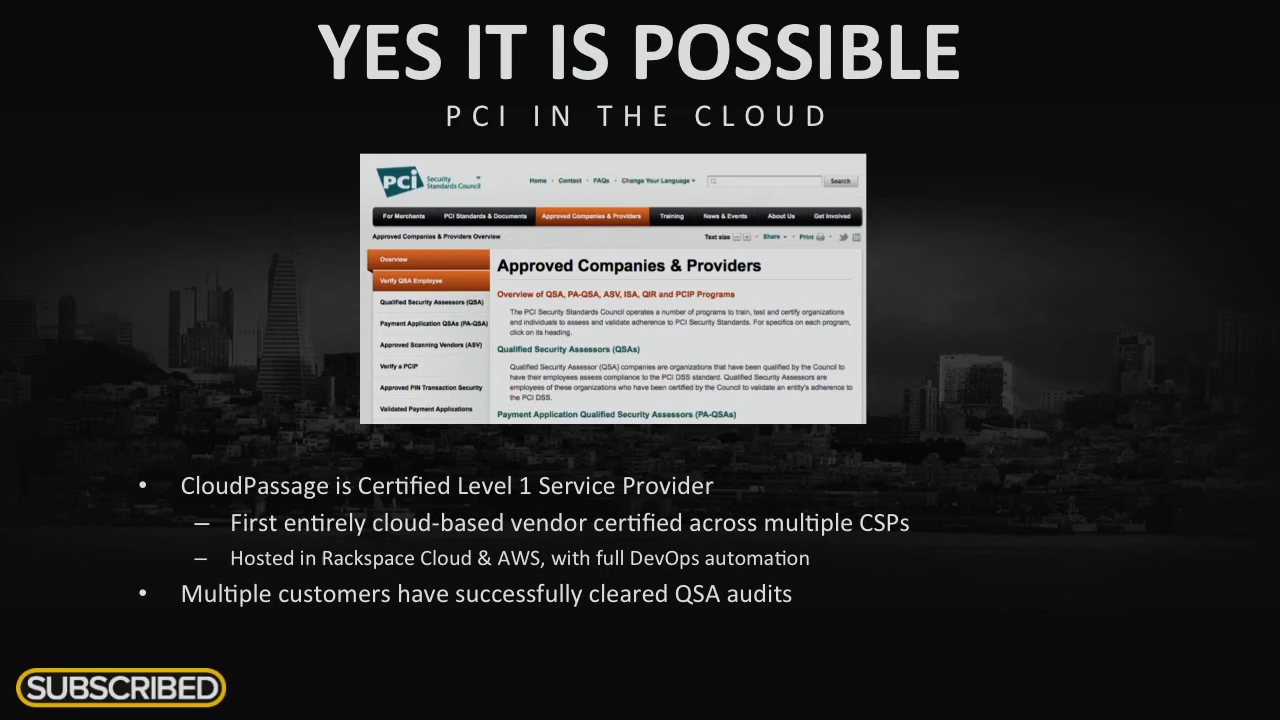 YES IT IS POSSIBLE
PCI IN THE CLOUD
PCI Security Standards Council ™
Home • Contact • FAQs • Change Your Language
Search
For Merchants PCI Standards & Documents Approved Companies & Providers Training News & Events About Us Get Involved
Approved Companies & Providers Overview
Text size Share Print
Overview
Verify QSA Employee
Qualified Security Assessors (QSA)
Payment Application QSAs (PA-QSA)
Approved Scanning Vendors (ASV)
Verify a PCIP
Approved PIN Transaction Security
Validated Payment Applications
Approved Companies & Providers
Overview of QSA, PA-QSA, ASV, ISA, QIR and PCIP Programs
The PCI Security Standards Council operates a number of programs to train, test and certify organizations
and individuals to assess and validate adherence to PCI Security Standards. For specifics on each program,
click on its heading.
Qualified Security Assessors (QSAs)
Qualified Security Assessor (QSA) companies are organizations that have been qualified by the Council to
have their employees assess compliance to the PCI DSS standard. Qualified Security Assessors are
employees of these organizations who have been certified by the Council to validate an entity's adherence to
the PCI DSS.
Payment Application Qualified Security Assessors (PA-QSAs)
• CloudPassage is Certified Level 1 Service Provider
– First entirely cloud-based vendor certified across multiple CSPs
– Hosted in Rackspace Cloud & AWS, with full DevOps automation
• Multiple customers have successfully cleared QSA audits
SUBSCRIBED